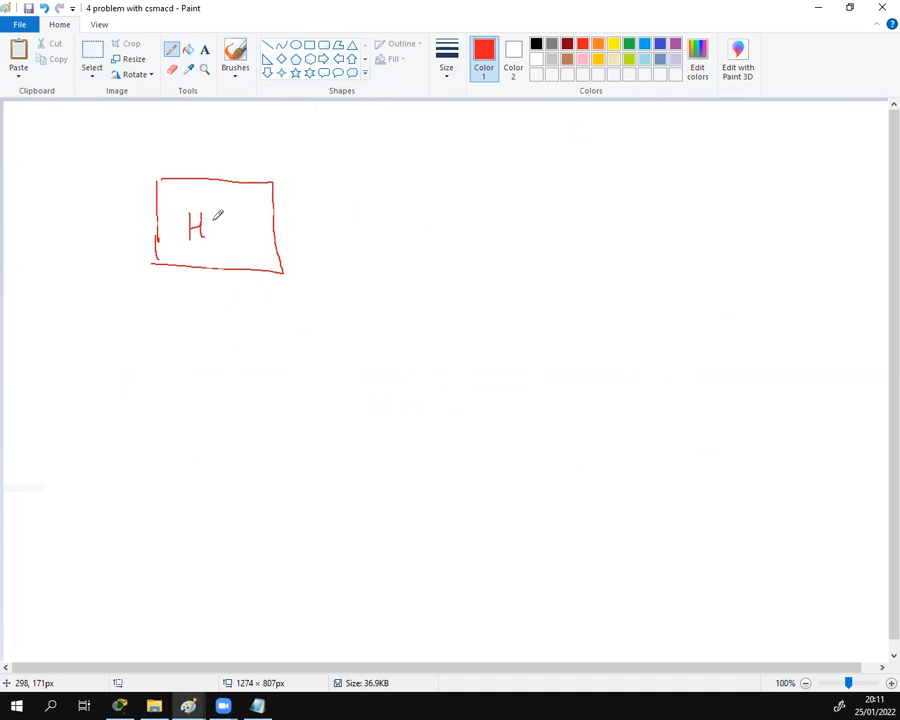 4 problem with csmacd - Paint
File Home View
Paste
Cut
Copy
Clipboard
Select
Crop
Resize
Rotate
Image
Tools
Brushes
Outline
Fill
Shapes
Size
Color 1
Color 2
Edit colors
Colors
Edit with Paint 3D
H
298, 171px
1274 × 807px
Size: 36.9KB
100%
20:11
25/01/2022